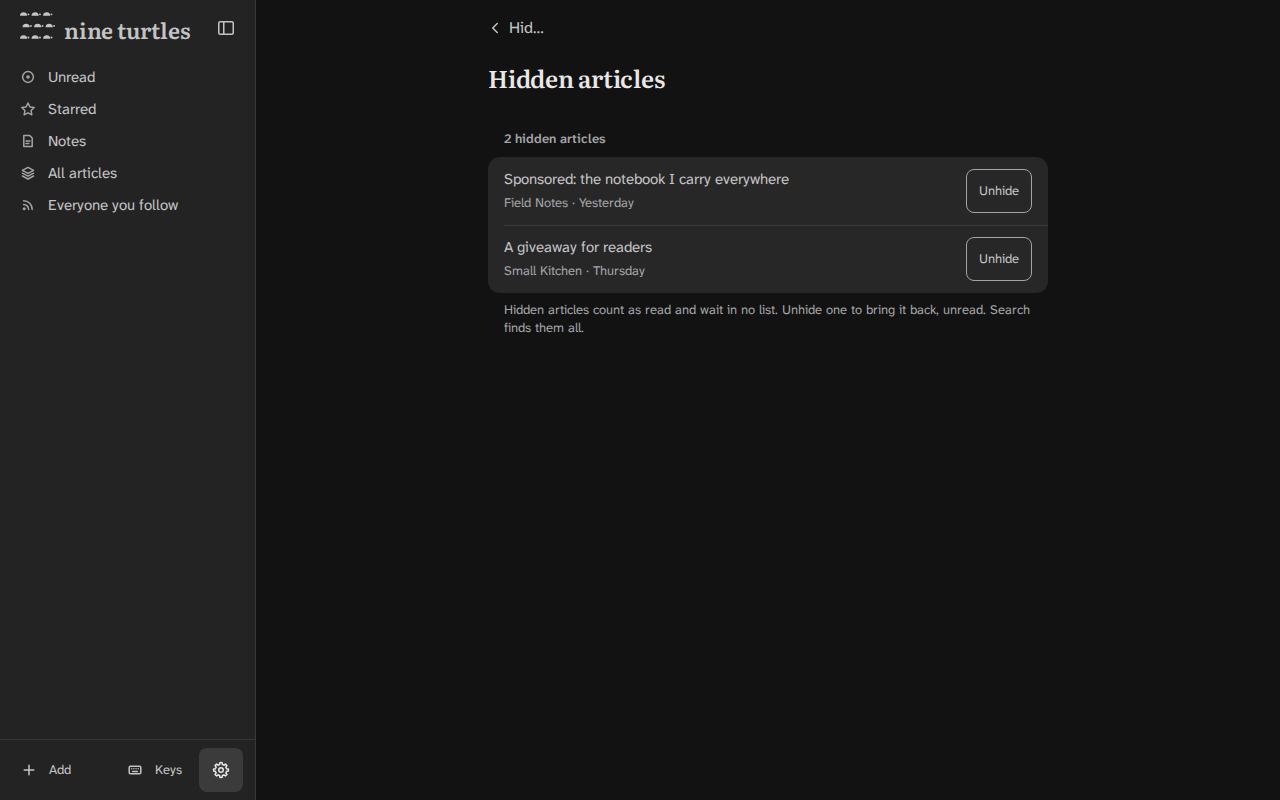 nine turtles
Unread
Starred
Notes
All articles
Everyone you follow
Add
Keys
Hid...
Hidden articles
2 hidden articles
Sponsored: the notebook I carry everywhere
Field Notes · Yesterday
Unhide
A giveaway for readers
Small Kitchen · Thursday
Unhide
Hidden articles count as read and wait in no list. Unhide one to bring it back, unread. Search
finds them all.